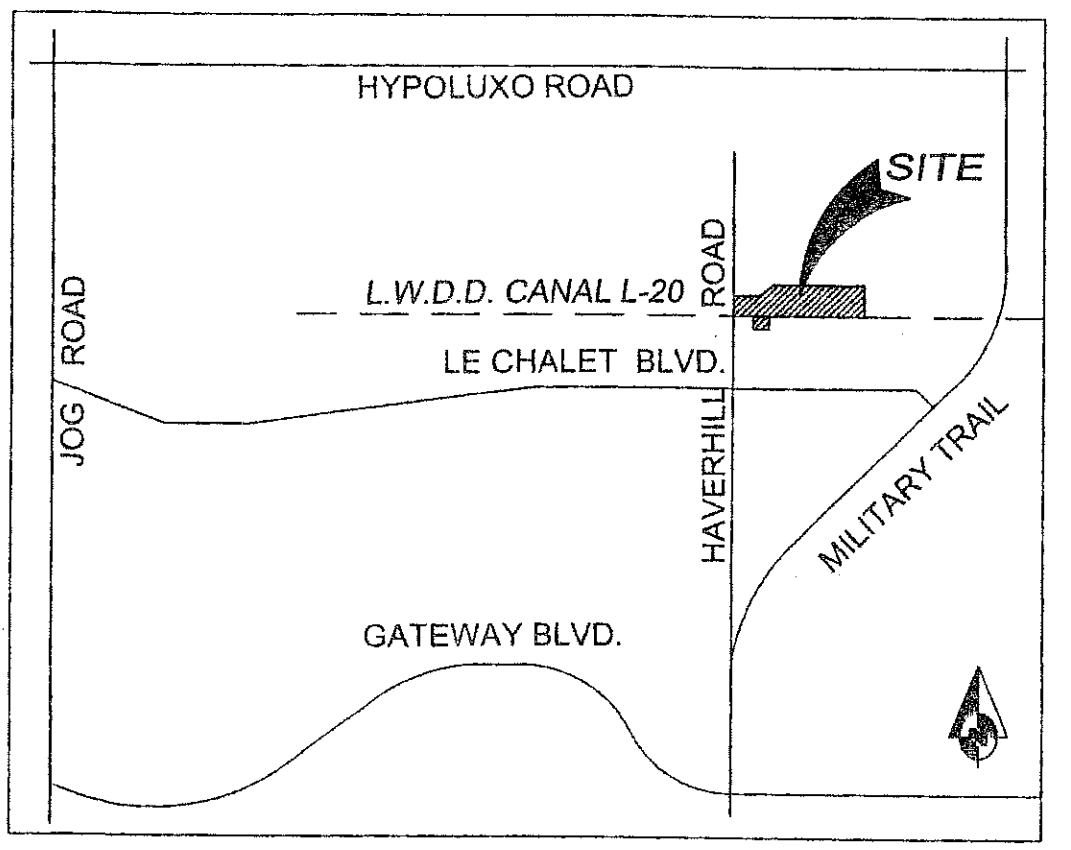 HYPOLUXO ROAD
SITE
HAVERHILL ROAD
L.W.D.D. CANAL L-20
JOG ROAD
LE CHALET BLVD.
MILITARY TRAIL
GATEWAY BLVD.
N